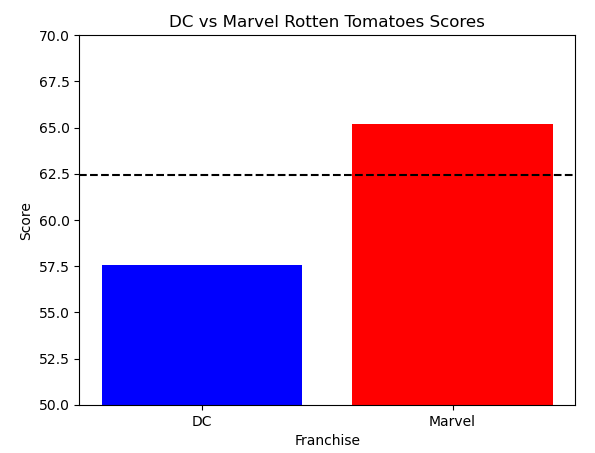 DC vs Marvel Rotten Tomatoes Scores
70.0
67.5
65.0
62.5
60.0
57.5
55.0
52.5
50.0
Score
DC
Marvel
Franchise